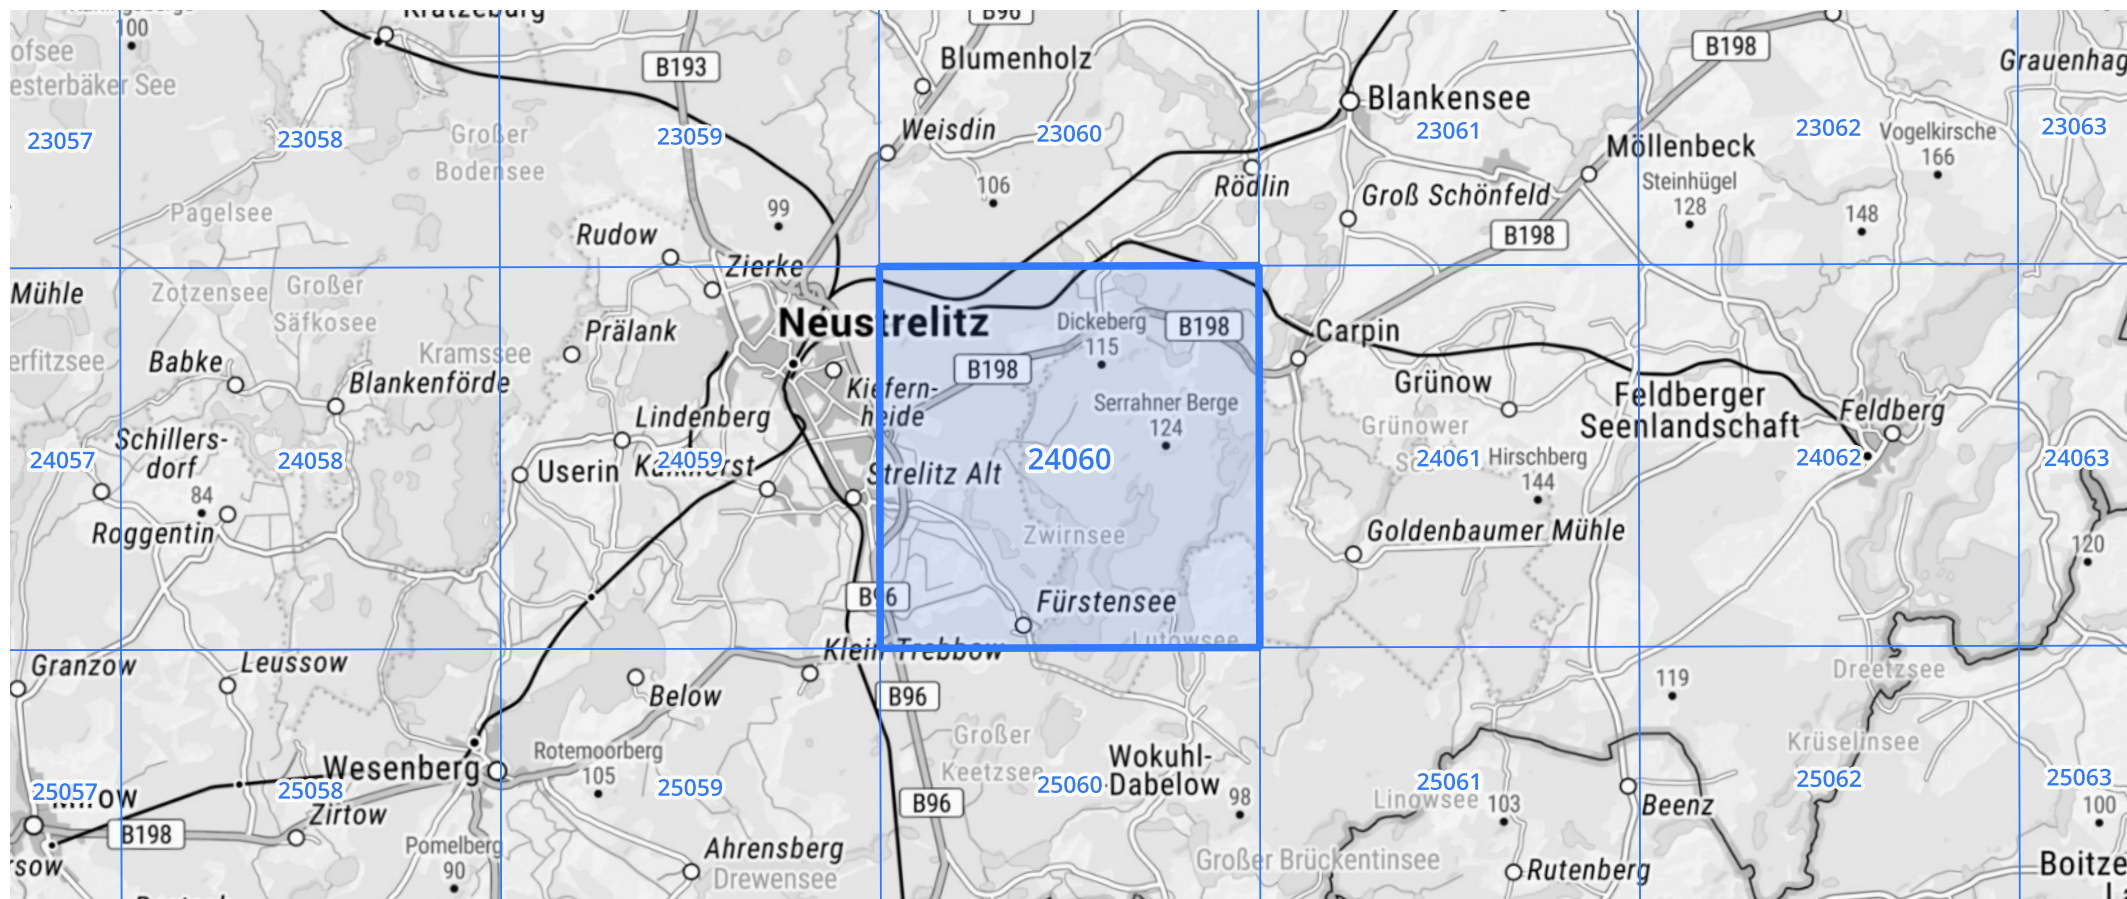 Kratzeburg
B96
100
B193
B198
Blumenholz
ofsee
esterbäker See
Grauenhag
Blankensee
Weisdin
23057
23058
Großer
Bodensee
23059
23060
23061
23062
Vogelkirsche
166
23063
Möllenbeck
Steinhügel
128
106
Rödlin
Groß Schönfeld
Pagelsee
99
148
Rudow
B198
Zierke
Mühle
Zotzensee
Großer
Säfkosee
Prälank
Neustrelitz
Dickeberg
115
B198
Carpin
erfitzsee
Babke
Kramssee
Blankenförde
B198
Kiefern-
heide
Serrahner Berge
124
Grünow
Feldberger
Seenlandschaft
Feldberg
Lindenberg
Grünower
Schillers-
dorf
24057
24058
Userin
24059
Strelitz Alt
24060
24061
Hirschberg
144
24062
24063
84
Roggentin
Zwirnsee
Goldenbaumer Mühle
120
B96
Fürstensee
Lutowsee
Klein Trebbow
Granzow
Leussow
Below
B96
119
Dreetzsee
Großer
Keetzsee
Rotemoorberg
105
Wesenberg
Wokuhl-
Dabelow
98
Krüselinsee
25057
Mirow
25058
25059
25060
25061
25062
25063
100
Zirtow
B198
B96
Linowsee
103
Beenz
rsow
Pomelberg
90
Ahrensberg
Drewensee
Großer Brückentinsee
Rutenberg
Boitze